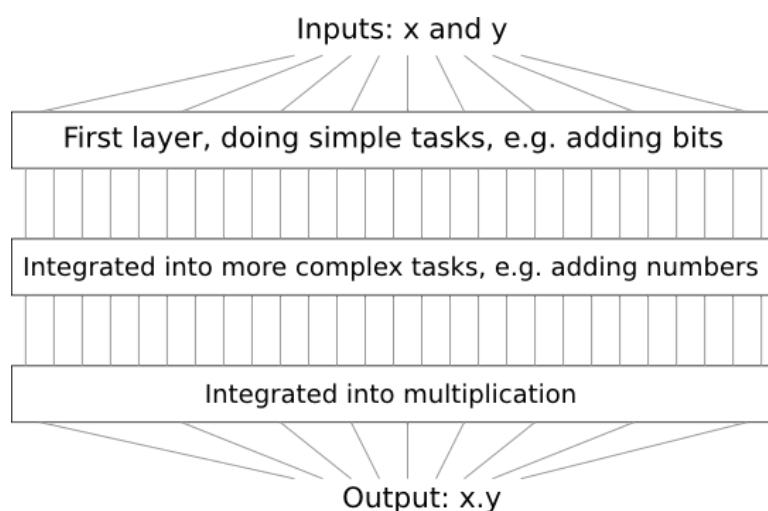 Inputs: x and y
First layer, doing simple tasks, e.g. adding bits
Integrated into more complex tasks, e.g. adding numbers
Integrated into multiplication
Output: x.y